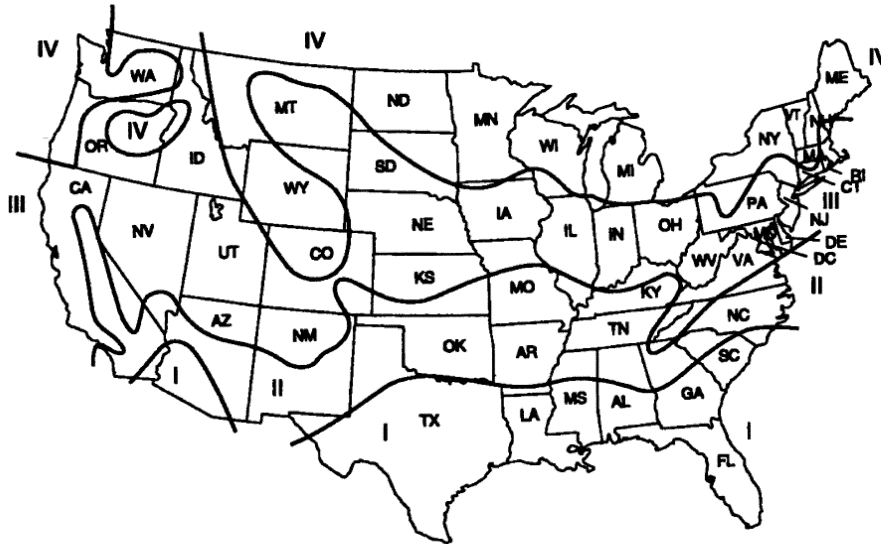 IV
IV
IV
WA
MT
ND
MN
ME
VT
NH
OR
IV
ID
SD
WI
MI
NY
MA
RI
CT
III
CA
WY
III
NV
UT
NE
IA
IL
IN
OH
PA
NJ
CO
KS
MO
WV
VA
DE
DC
II
KY
AZ
NM
OK
AR
TN
NC
SC
I
II
I
TX
LA
MS
AL
GA
I
FL